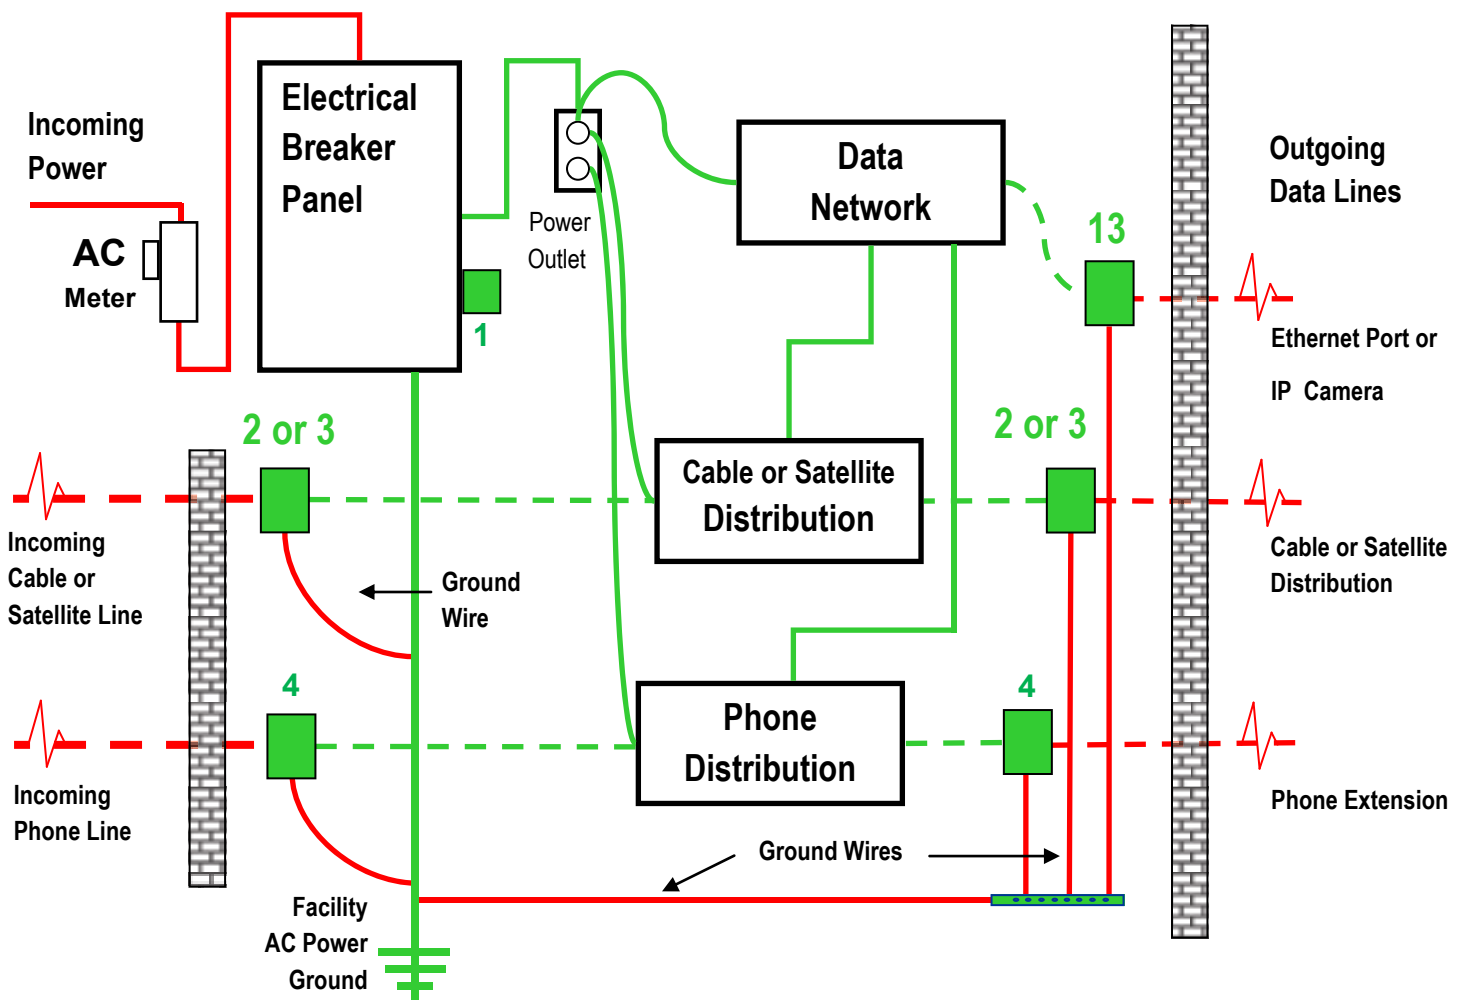 Incoming
Power
AC
Meter
Electrical
Breaker
Panel
1
Power
Outlet
Data
Network
13
Outgoing
Data Lines
Ethernet Port or
IP Camera
2 or 3
Incoming
Cable or
Satellite Line
Ground
Wire
Cable or Satellite
Distribution
2 or 3
Cable or Satellite
Distribution
4
Incoming
Phone Line
Phone
Distribution
4
Phone Extension
Ground Wires
Facility
AC Power
Ground